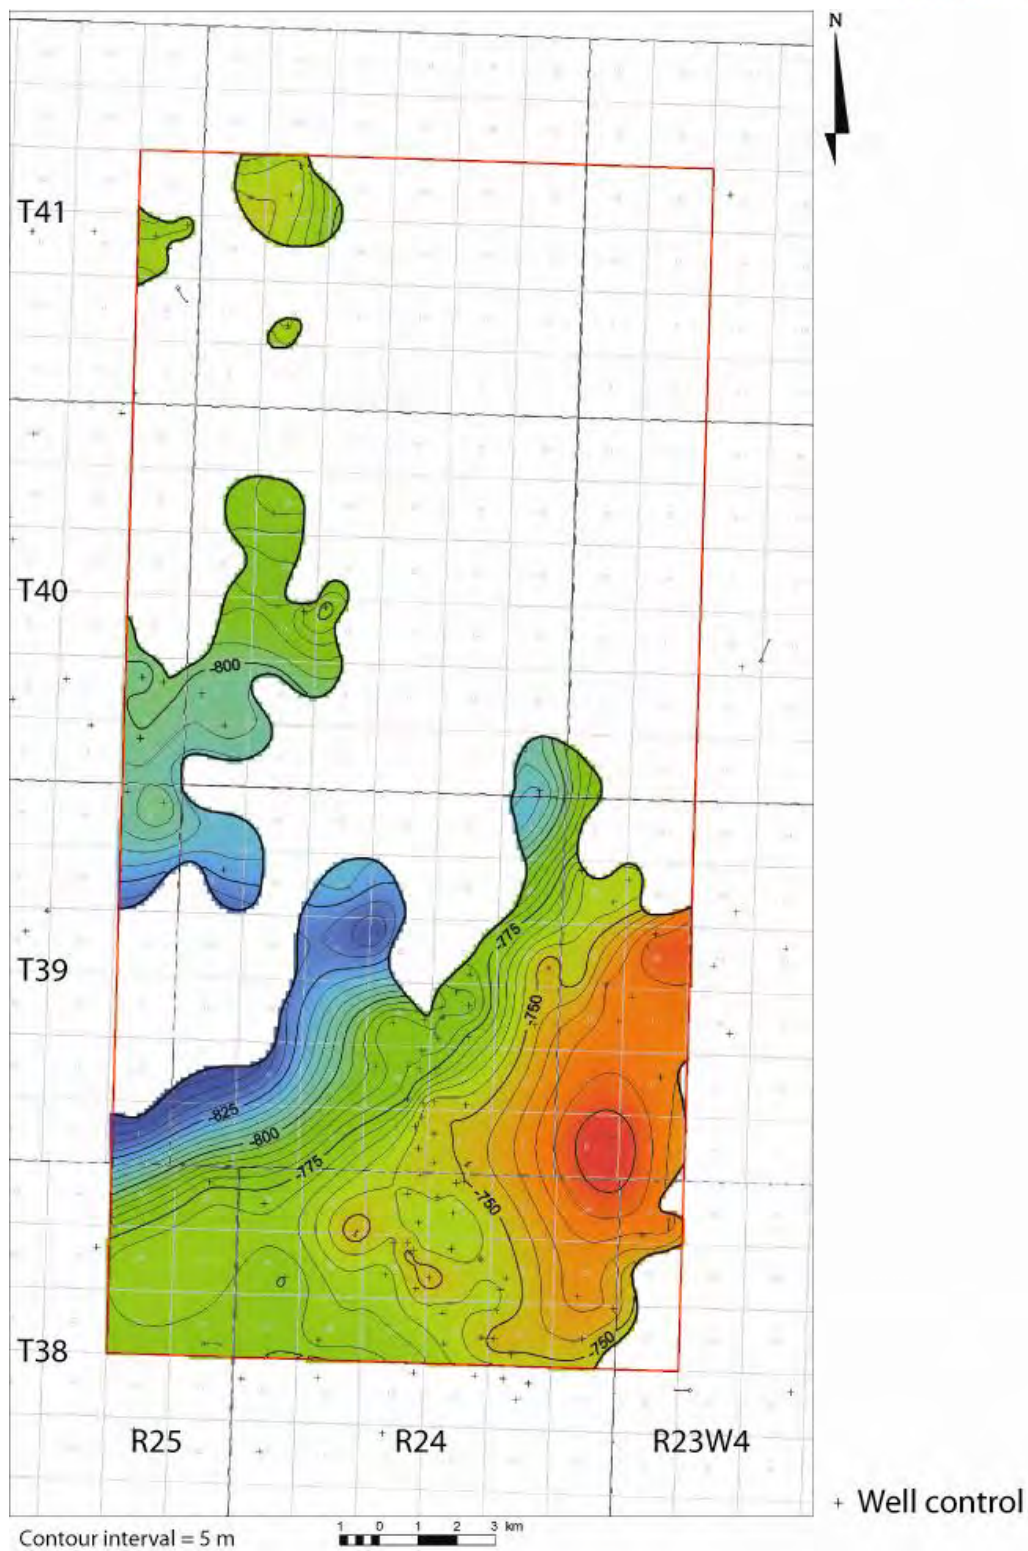 N
T41
T40
-800
T39
-775
-750
-825
-800
-775
-750
T38
-750
R25
R24
R23W4
+ Well control
Contour interval = 5 m
1 0 1 2 3 km